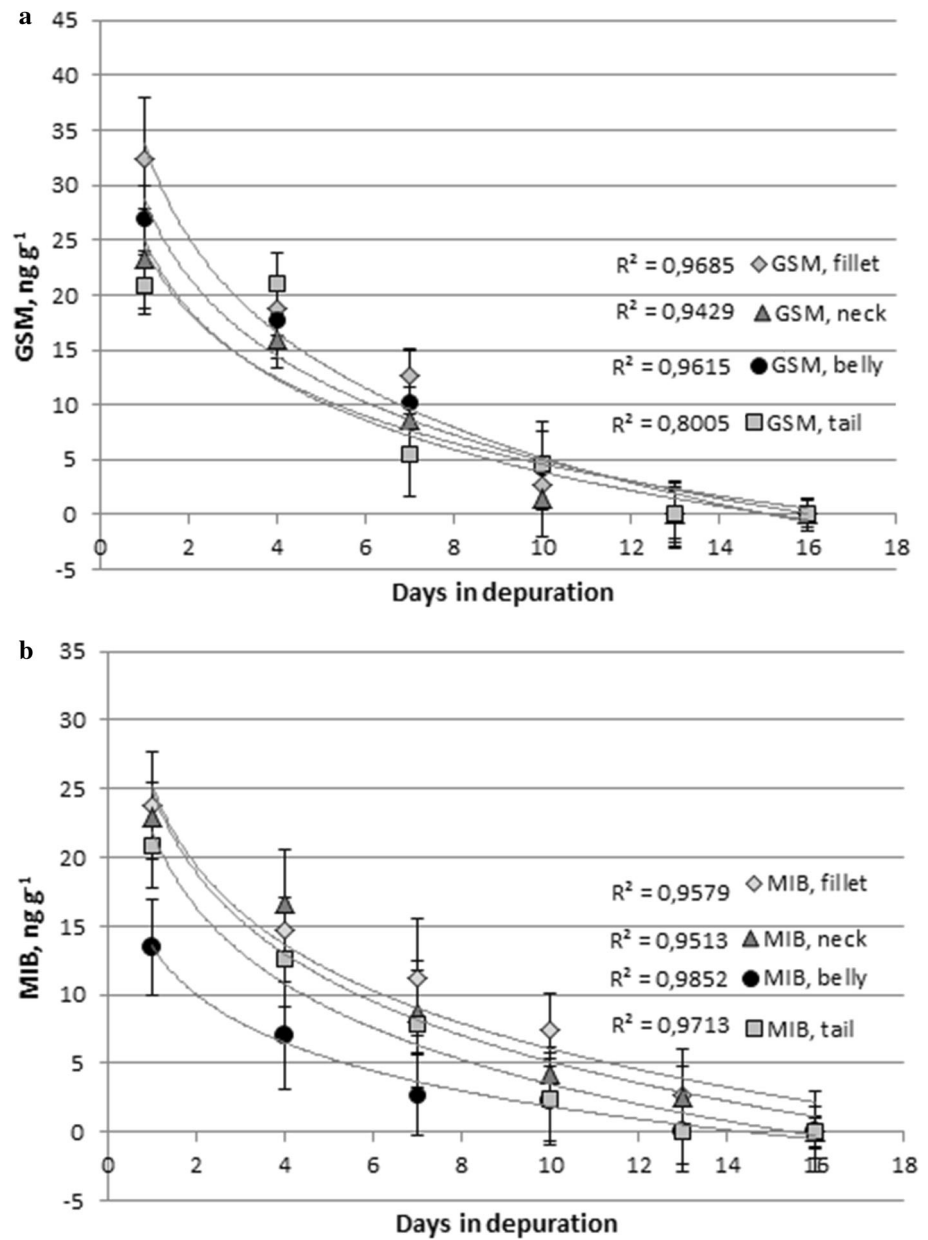 a
45
40
35
30
25
20
15
10
5
0
-5
GSM, ng g-1
R² = 0,9685 GSM, fillet
R² = 0,9429 GSM, neck
R² = 0,9615 GSM, belly
R² = 0,8005 GSM, tail
0 2 4 6 8 10 12 14 16 18
Days in depuration
b
35
30
25
20
15
10
5
0
-5
MIB, ng g-1
R² = 0,9579 MIB, fillet
R² = 0,9513 MIB, neck
R² = 0,9852 MIB, belly
R² = 0,9713 MIB, tail
0 2 4 6 8 10 12 14 16 18
Days in depuration